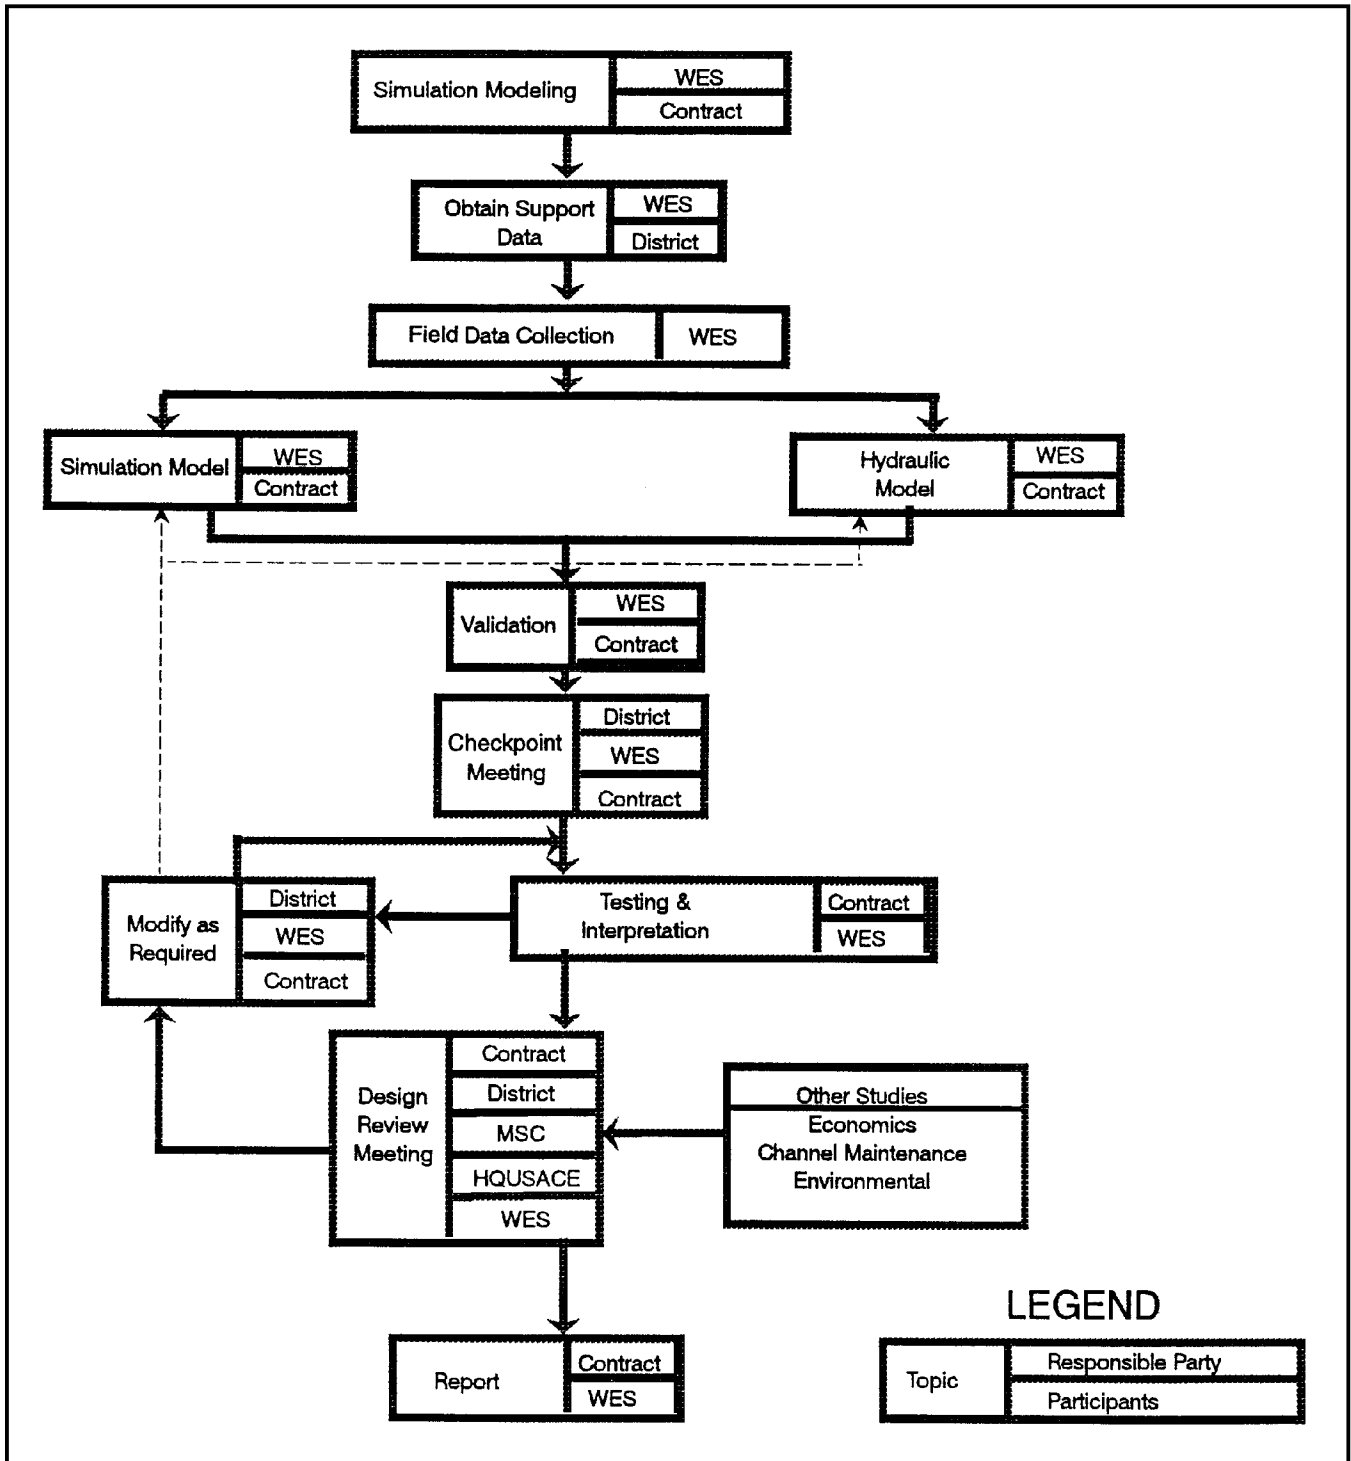 Simulation Modeling
WES
Contract
Obtain Support
Data
WES
District
Field Data Collection
WES
Simulation Model
WES
Contract
Hydraulic
Model
WES
Contract
Validation
WES
Contract
Checkpoint
Meeting
District
WES
Contract
Modify as
Required
District
WES
Contract
Testing &
Interpretation
Contract
WES
Design
Review
Meeting
Contract
District
MSC
HQUSACE
WES
Other Studies
Economics
Channel Maintenance
Environmental
Report
Contract
WES
LEGEND
Topic
Responsible Party
Participants